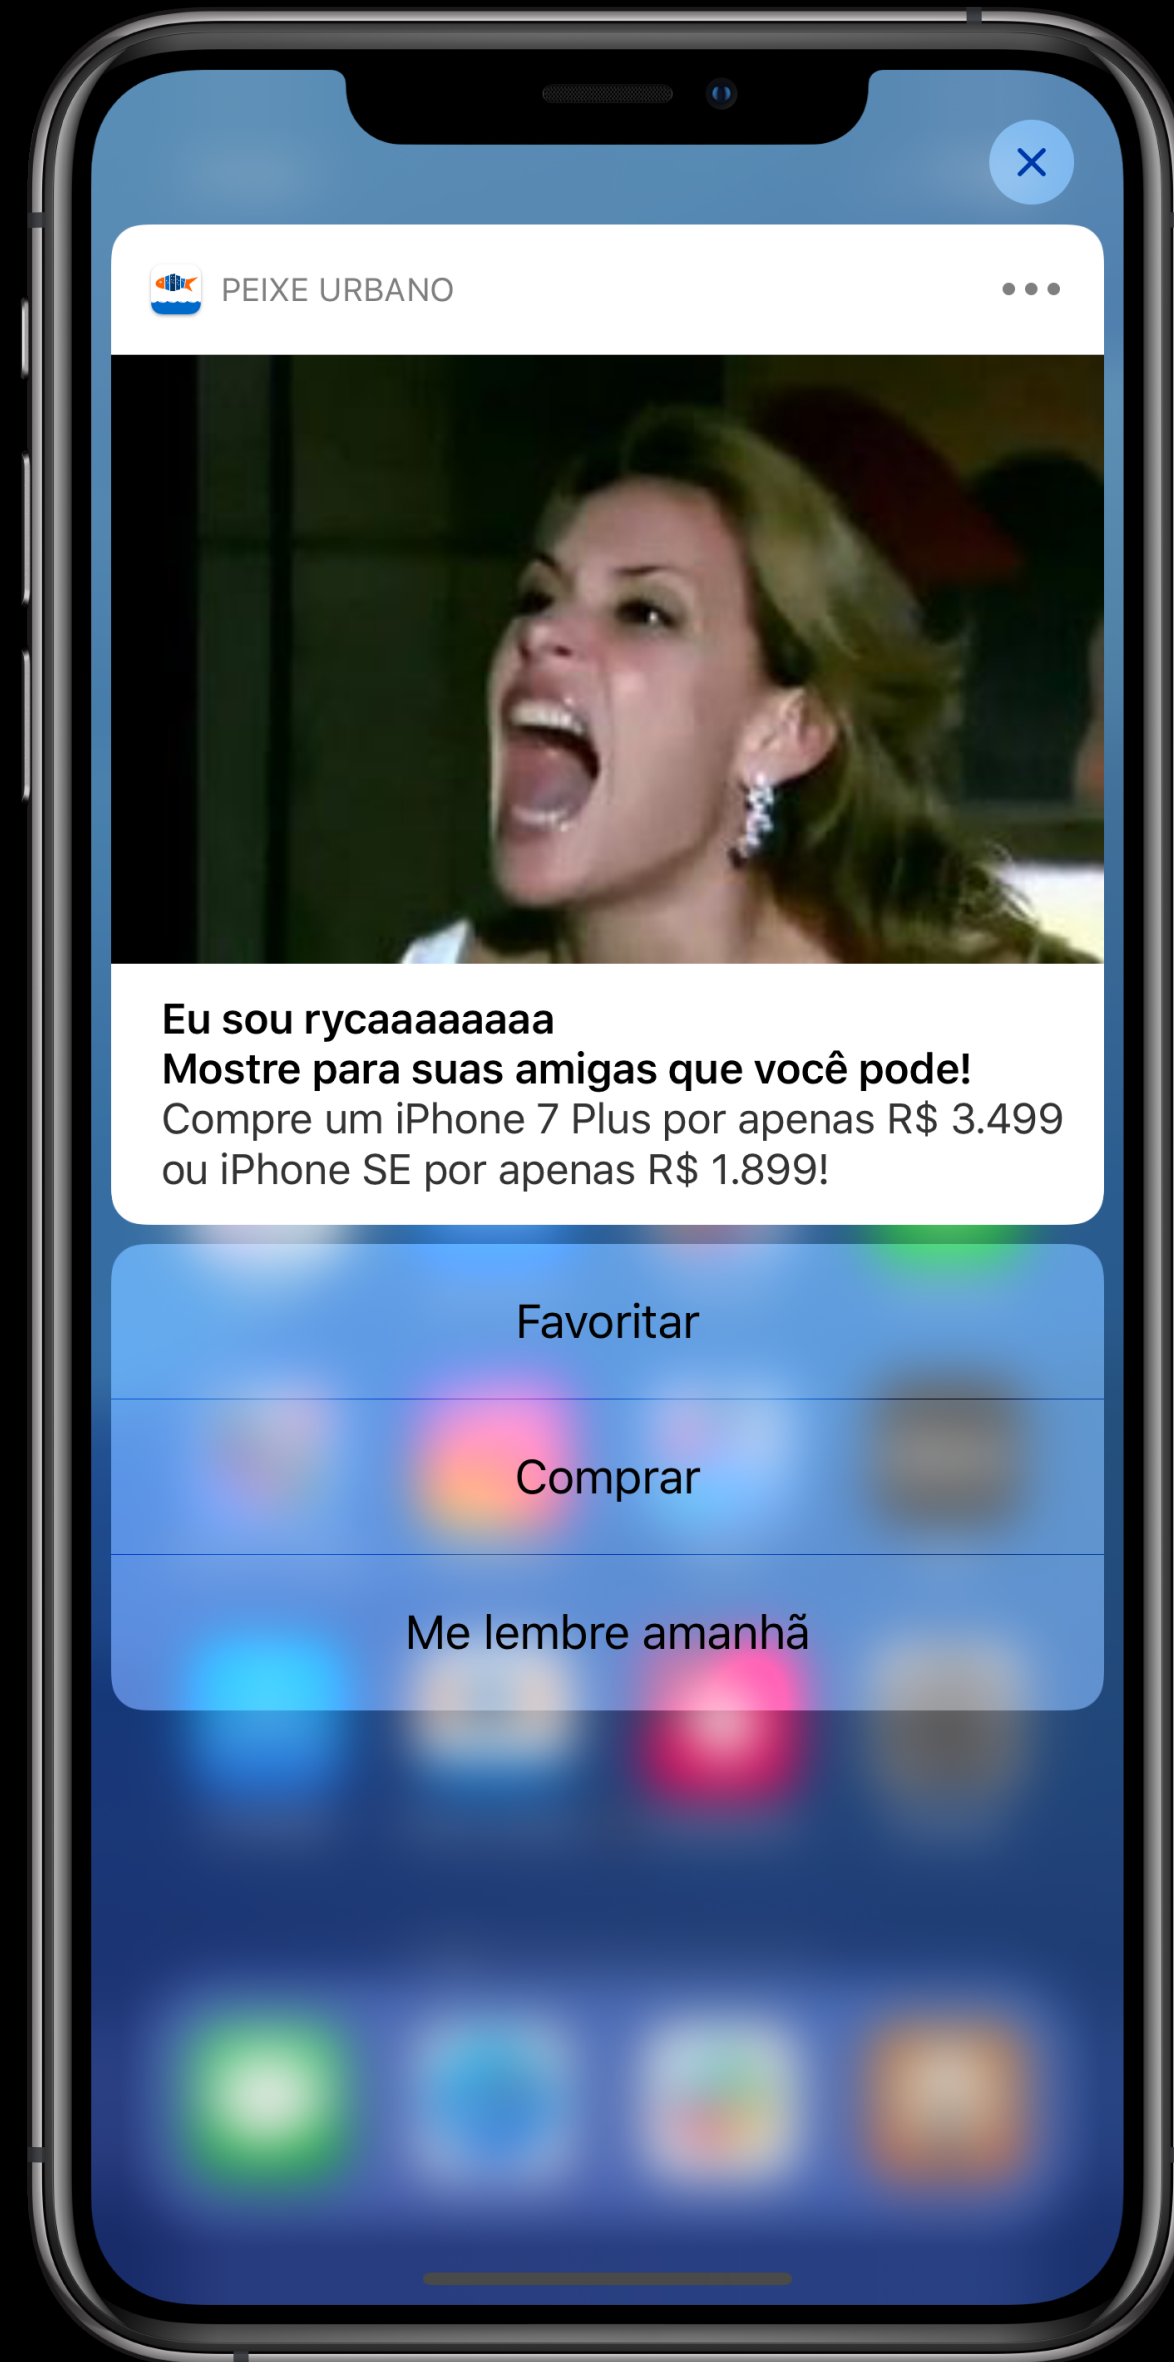 PEIXE URBANO
Eu sou rycaaaaaaaa
Mostre para suas amigas que você pode!
Compre um iPhone 7 Plus por apenas R$ 3.499
ou iPhone SE por apenas R$ 1.899!
Favoritar
Comprar
Me lembre amanhã